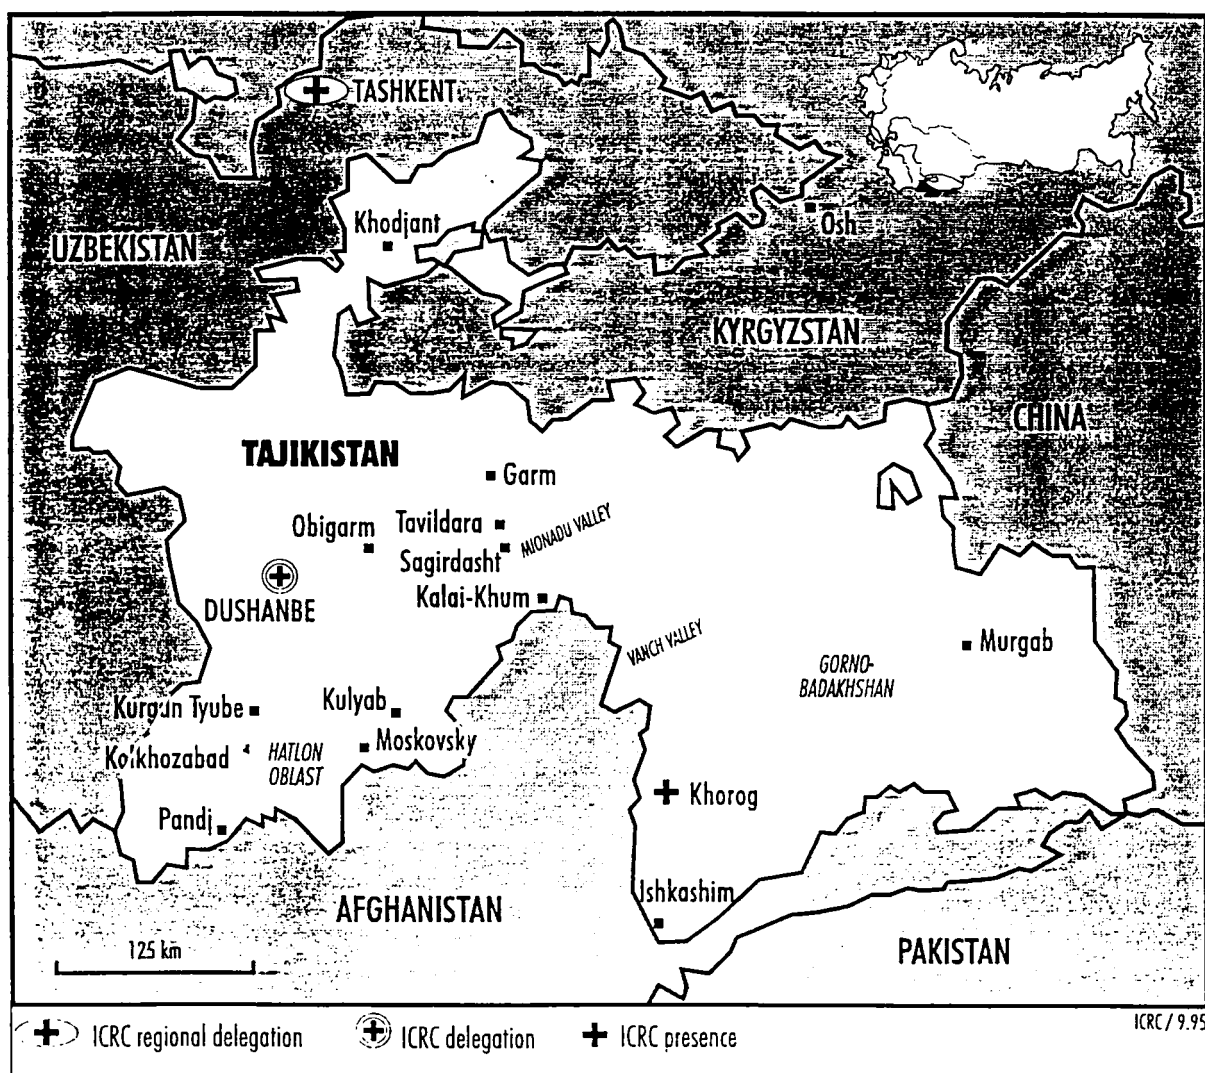 TASHKENT
Khodjant
Osh
UZBEKISTAN
KYRGYZSTAN
CHINA
TAJIKISTAN
Garm
Obigarm
Tavildara
MIONADU VALLEY
Sagirdasht
DUSHANBE
Kalai-Khum
VANCH VALLEY
Murgab
GORNO-
BADAKHSHAN
Kurgun Tyube
Kulyab
Kolkhozabad
HATLON
OBLAST
Moskovsky
Khorog
Pandj
Ishkashim
AFGHANISTAN
PAKISTAN
125 km
ICRC regional delegation
ICRC delegation
ICRC presence
ICRC / 9.95